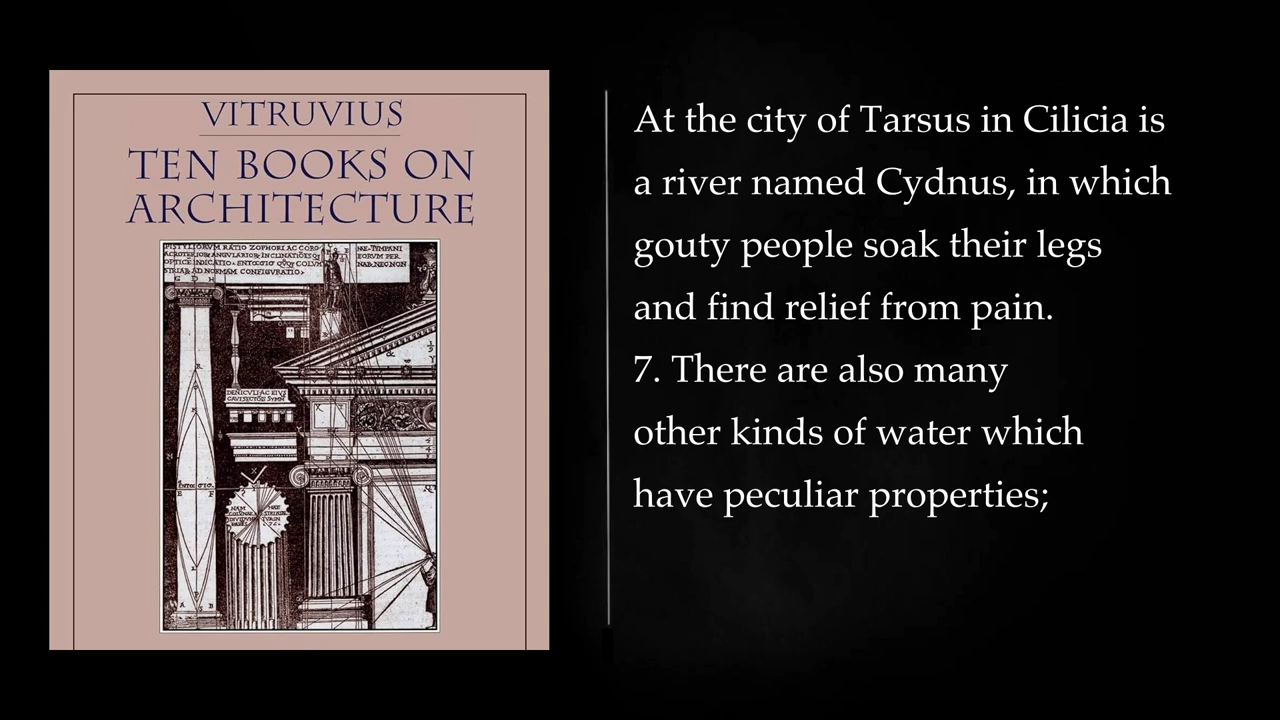 VITRUVIUS
TEN BOOKS ON
ARCHITECTURE
At the city of Tarsus in Cilicia is
a river named Cydnus, in which
gouty people soak their legs
and find relief from pain.
7. There are also many
other kinds of water which
have peculiar properties;